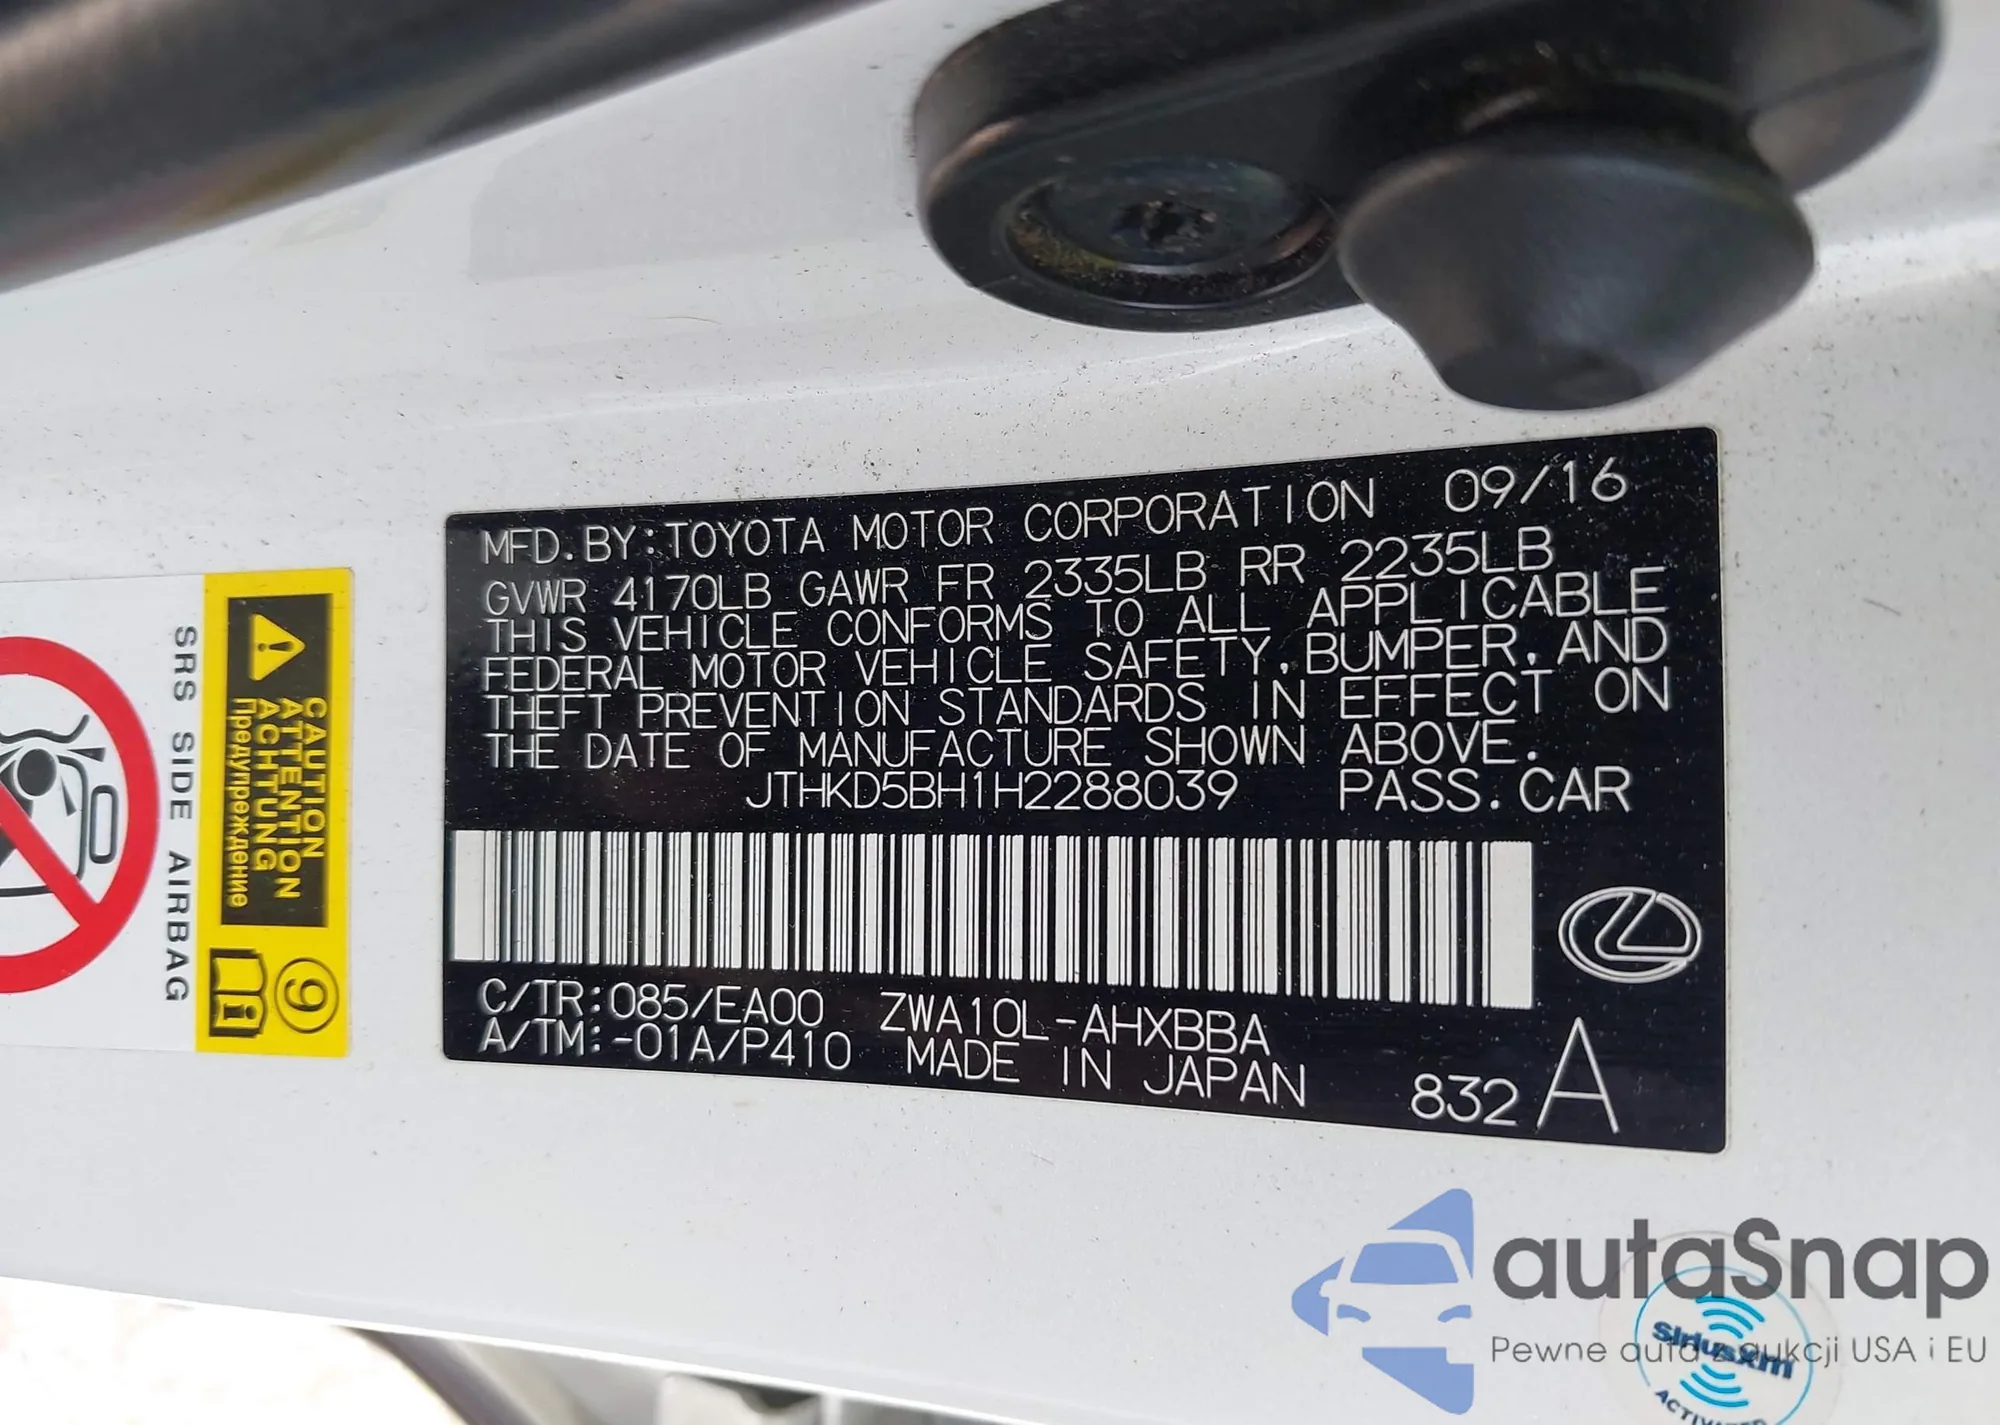 MFD.BY:TOYOTA MOTOR CORPORATION 09/16
GVWR 4170LB GAWR FR 2335LB RR 2235LB
THIS VEHICLE CONFORMS TO ALL APPLICABLE
FEDERAL MOTOR VEHICLE SAFETY,BUMPER,AND
THEFT PREVENTION STANDARDS IN EFFECT ON
THE DATE OF MANUFACTURE SHOWN ABOVE.
JTHKD5BH1H2288039 PASS.CAR
C/TR:085/EA00 ZWA10L-AHXBBA
A/TM:-01A/P410 MADE IN JAPAN 832 A
CAUTION
ATTENTION
ACHTUNG
Предупреждение
9
SRS SIDE AIRBAG
autaSnap
Pewne auta z aukcji USA i EU
siriusxm
ACTIVATED